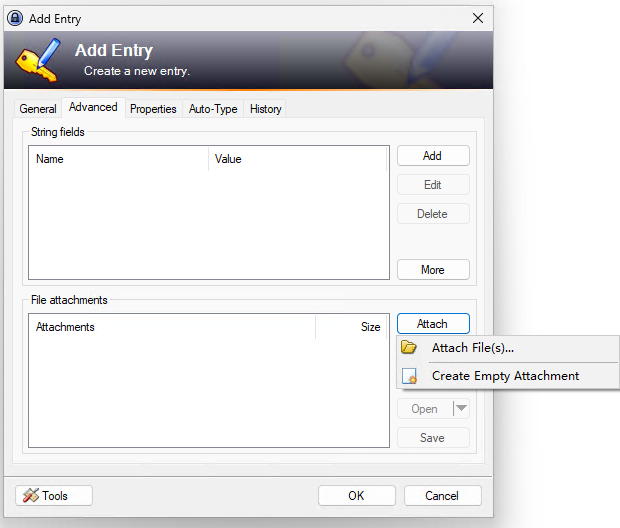 Add Entry
Add Entry
Create a new entry.
General Advanced Properties Auto-Type History
String fields
Name Value
Add
Edit
Delete
More
File attachments
Attachments Size
Attach
Attach File(s)...
Create Empty Attachment
Open
Save
Tools OK Cancel